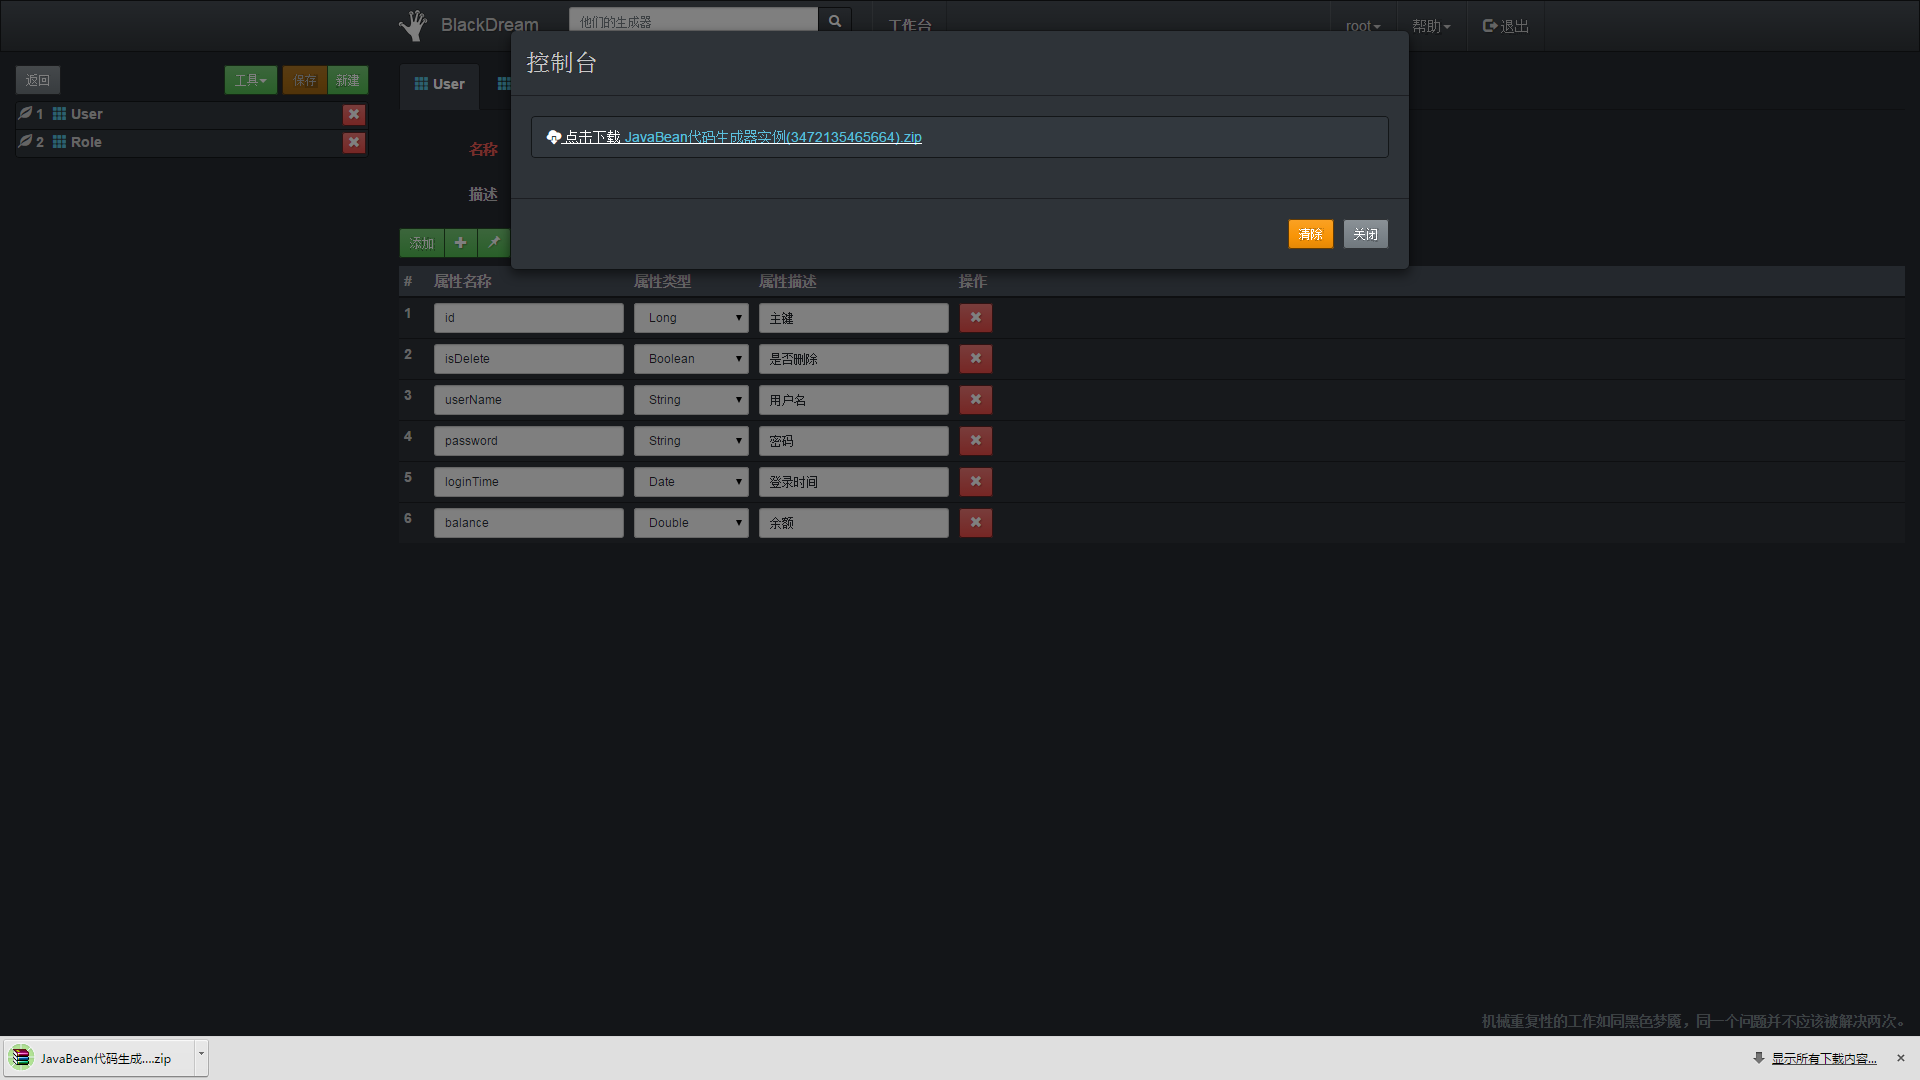 BlackDream
他们的生成器
工作台
root
帮助
退出
控制台
点击下载 JavaBean代码生成器实例(3472135465664).zip
清除
关闭
返回
工具
保存
新建
1 User
2 Role
User
名称
描述
添加
# 属性名称 属性类型 属性描述 操作
1 id Long 主键
2 isDelete Boolean 是否删除
3 userName String 用户名
4 password String 密码
5 loginTime Date 登录时间
6 balance Double 余额
机械重复性的工作如同黑色梦魇，同一个问题并不应该被解决两次。
JavaBean代码生成....zip
显示所有下载内容...